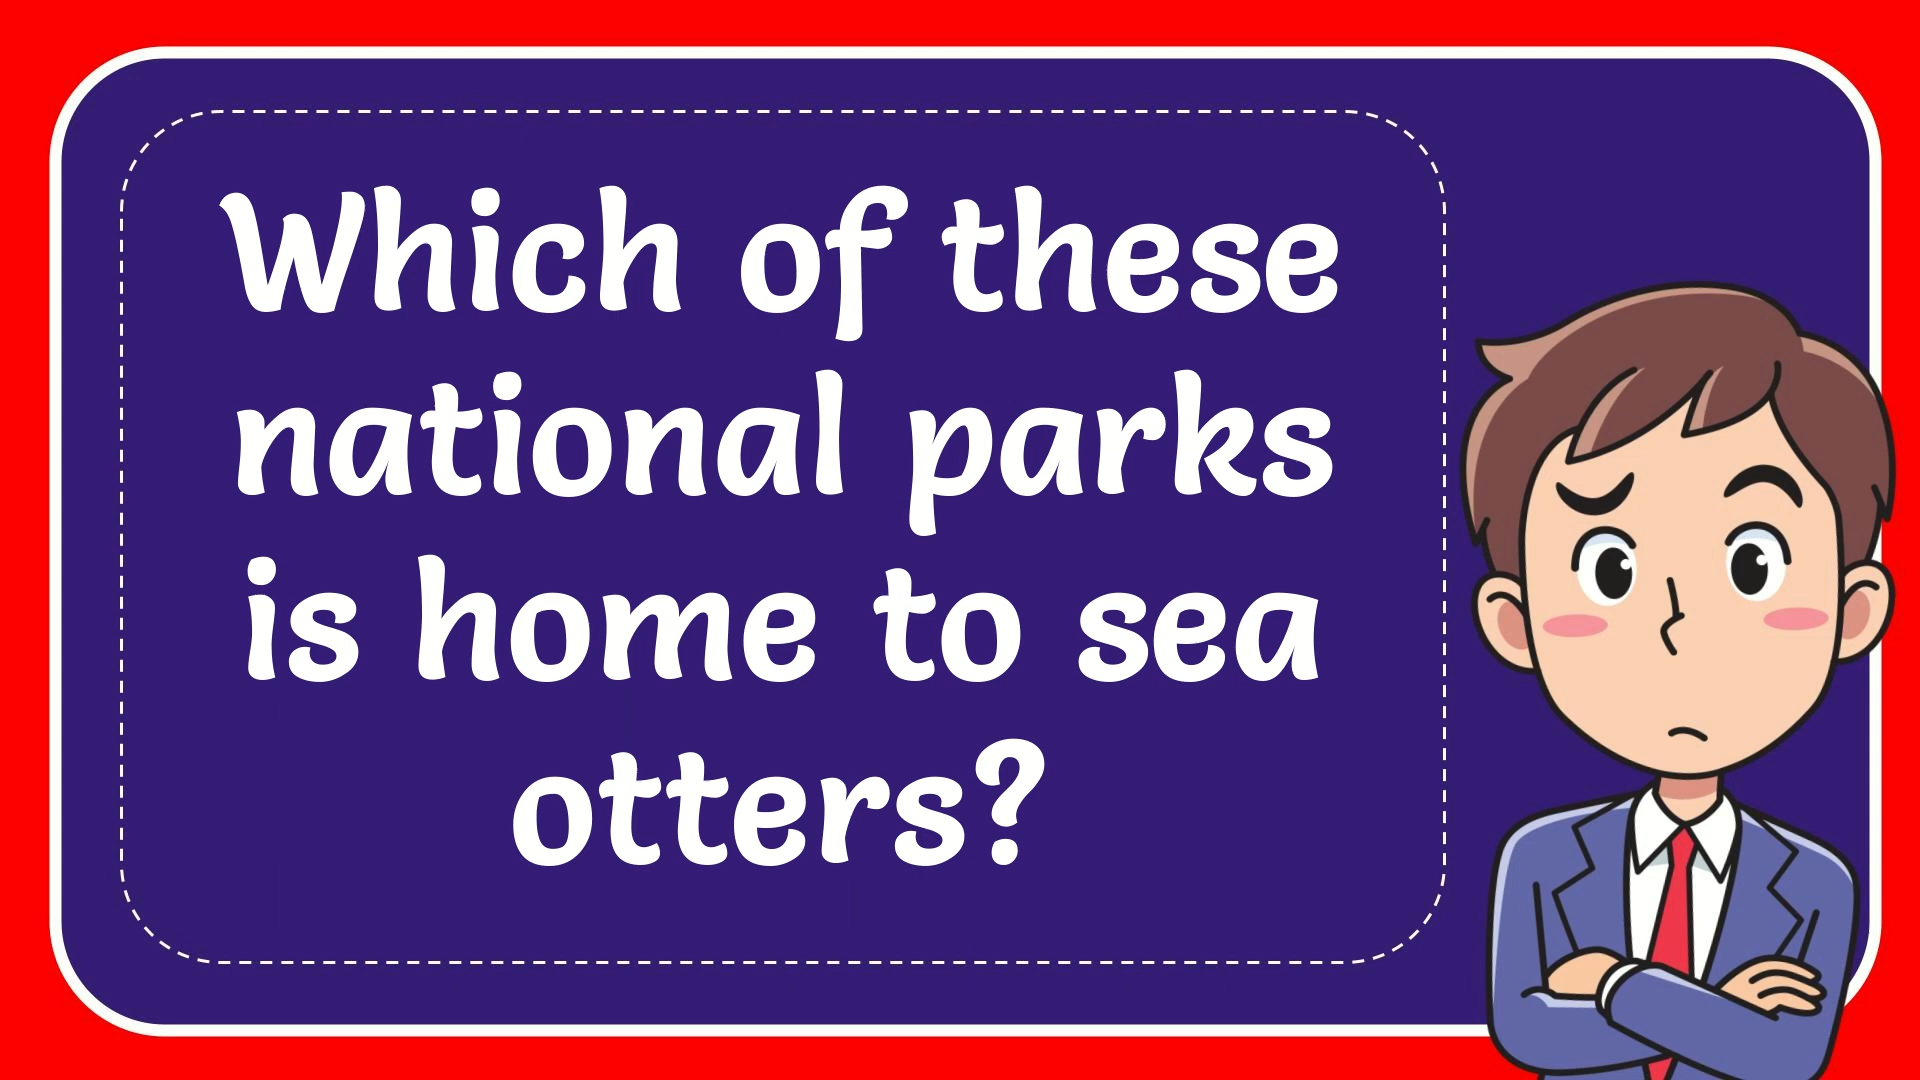 Which of these
national parks
is home to sea
otters?